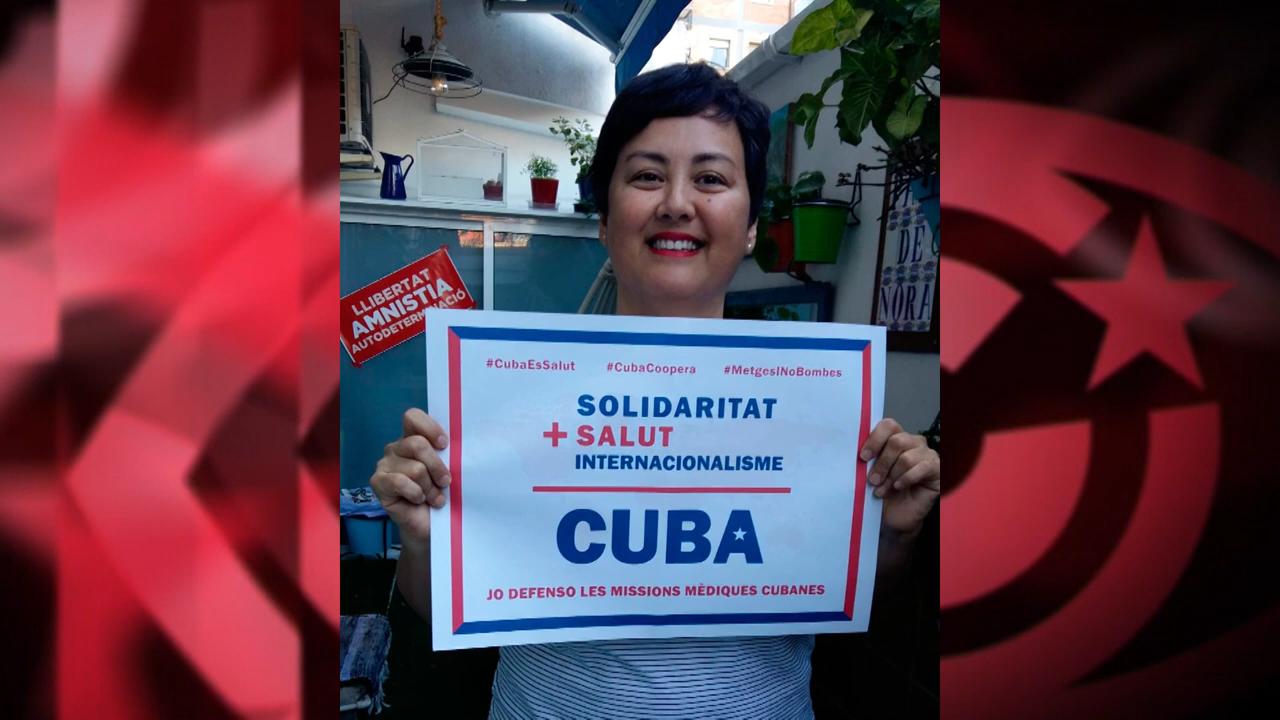 LLIBERTAT
AMNISTIA
AUTODETERMINACIÓ
#CubaEsSalut #CubaCoopera #MetgesINoBombes
SOLIDARITAT
+ SALUT
INTERNACIONALISME
CUBA
JO DEFENSO LES MISSIONS MÈDIQUES CUBANES
DE
NORA